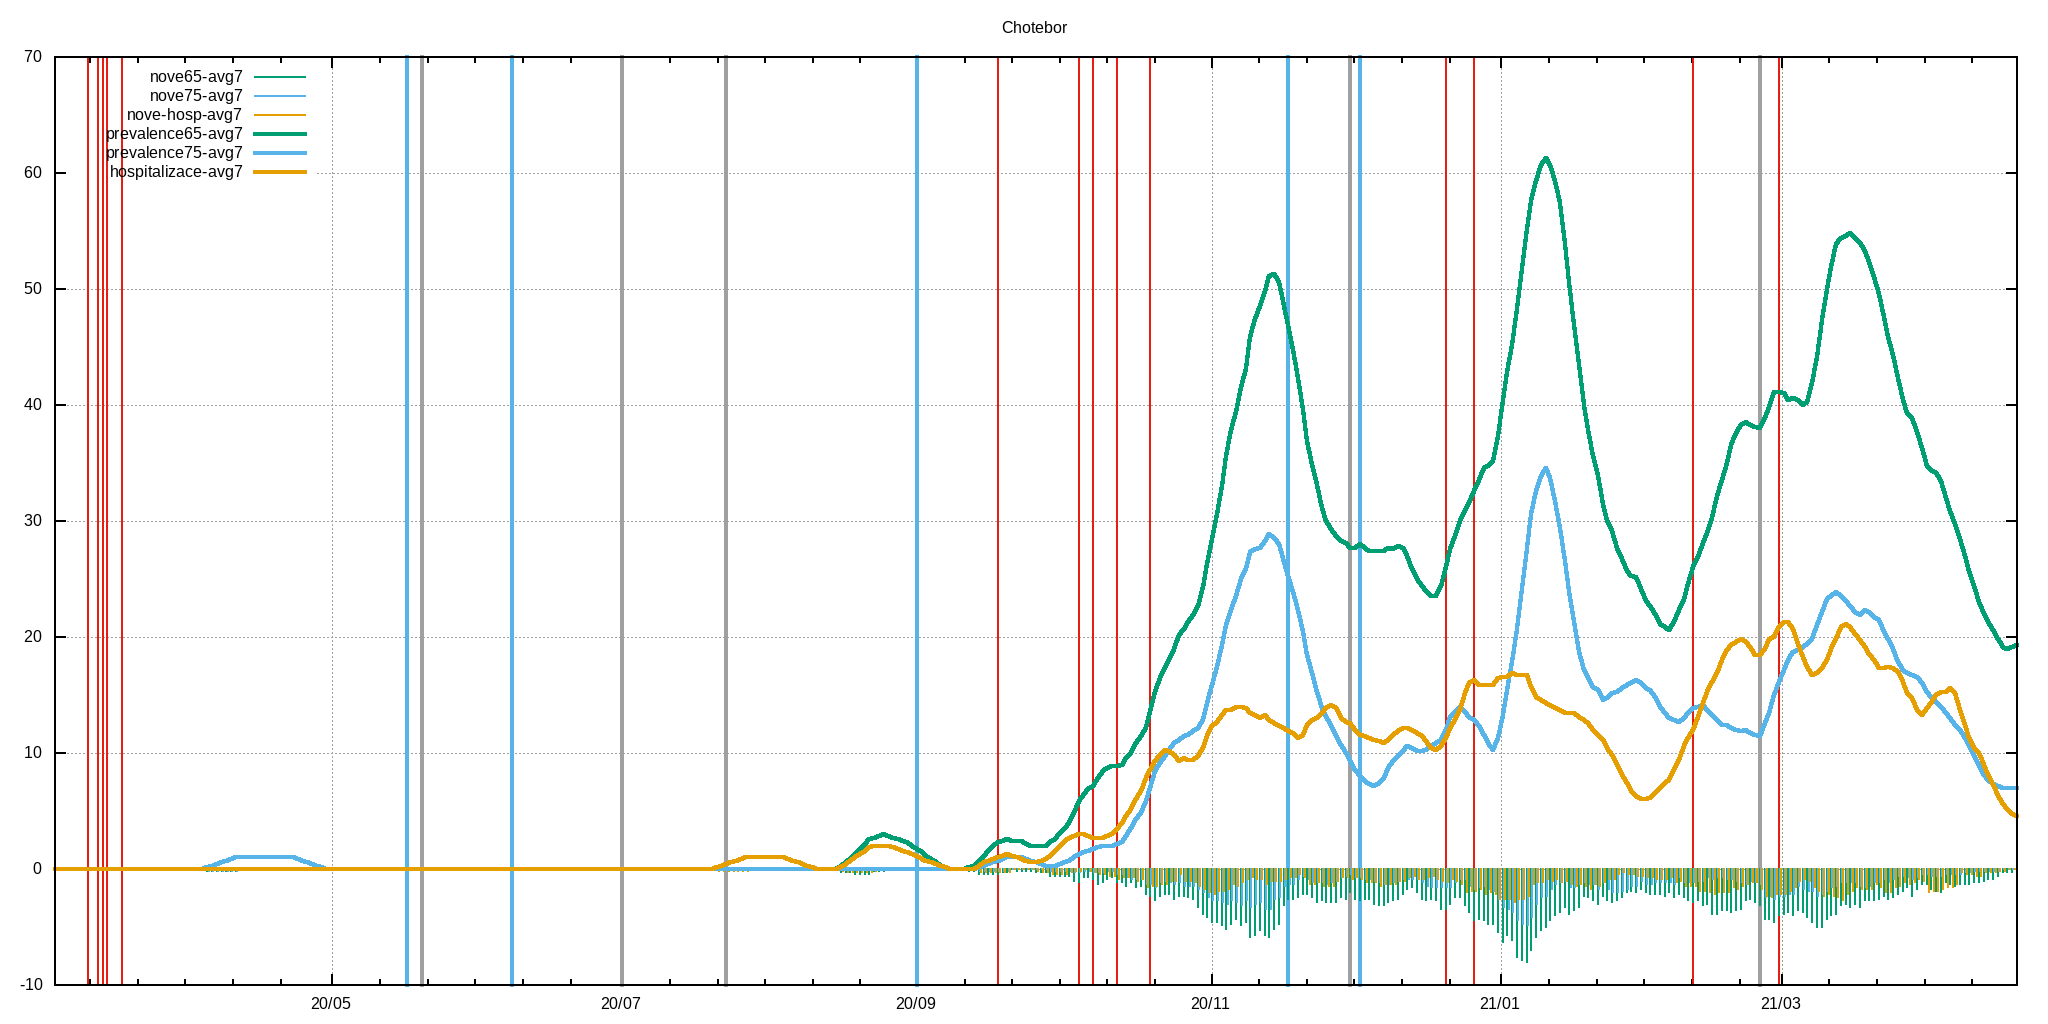 Chotebor
70
nove65-avg7
nove75-avg7
nove-hosp-avg7
prevalence65-avg7
prevalence75-avg7
hospitalizace-avg7
60
50
40
30
20
10
0
-10
20/05 20/07 20/09 20/11 21/01 21/03